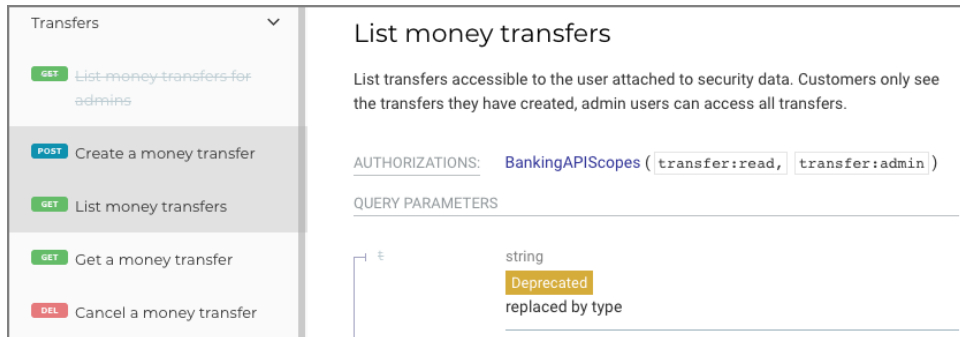 Transfers
GET List money transfers for
admins
POST Create a money transfer
GET List money transfers
GET Get a money transfer
DEL Cancel a money transfer
List money transfers
List transfers accessible to the user attached to security data. Customers only see
the transfers they have created, admin users can access all transfers.
AUTHORIZATIONS: BankingAPIScopes ( transfer:read, transfer:admin )
QUERY PARAMETERS
t string
Deprecated
replaced by type